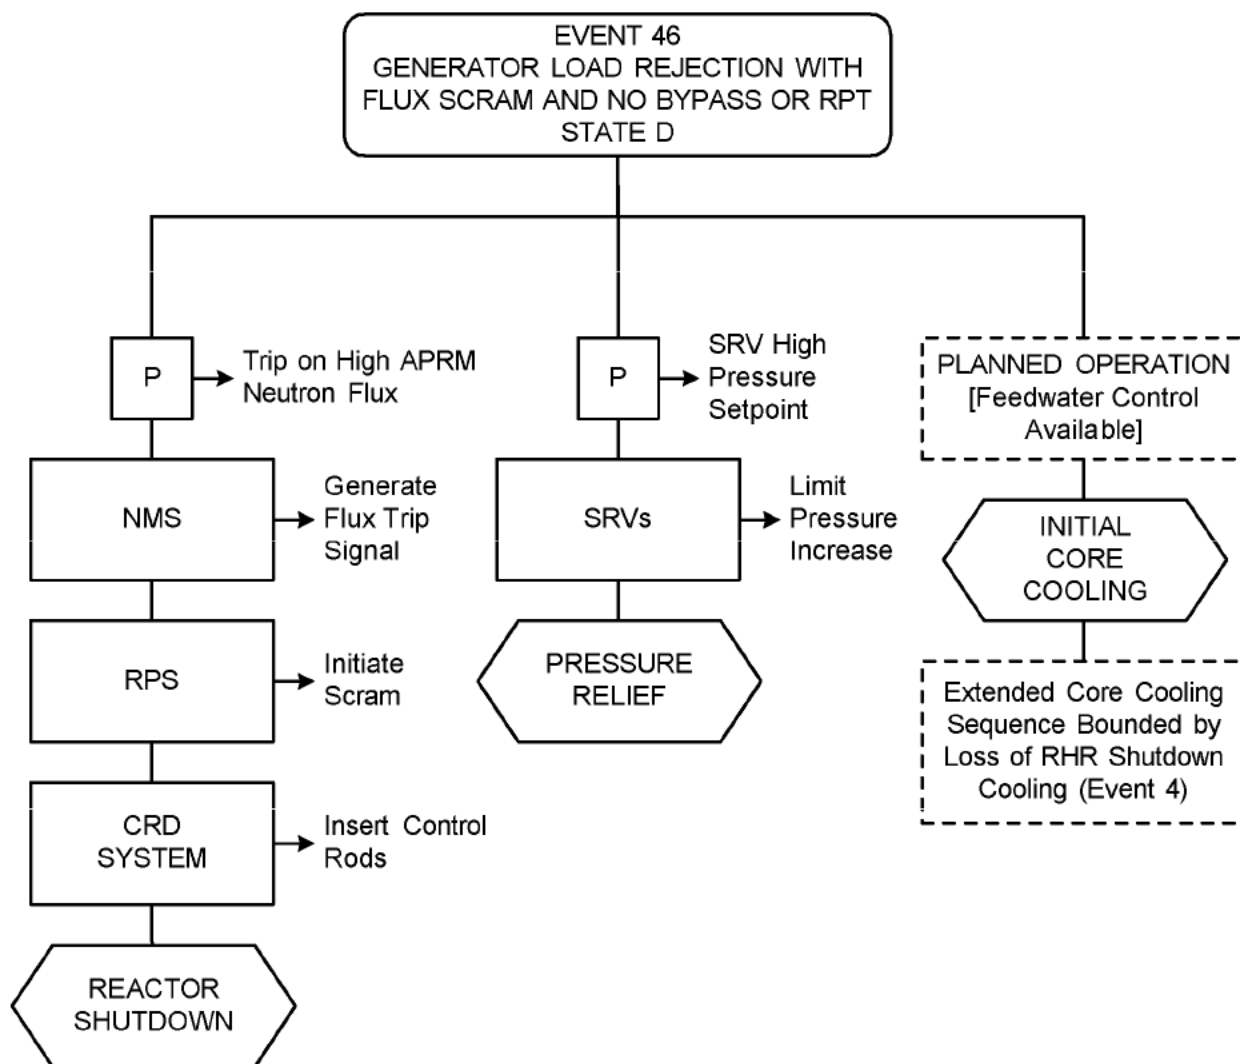 EVENT 46
GENERATOR LOAD REJECTION WITH
FLUX SCRAM AND NO BYPASS OR RPT
STATE D
P
Trip on High APRM
Neutron Flux
NMS
Generate
Flux Trip
Signal
RPS
Initiate
Scram
CRD
SYSTEM
Insert Control
Rods
REACTOR
SHUTDOWN
P
SRV High
Pressure
Setpoint
SRVs
Limit
Pressure
Increase
PRESSURE
RELIEF
PLANNED OPERATION
[Feedwater Control
Available]
INITIAL
CORE
COOLING
Extended Core Cooling
Sequence Bounded by
Loss of RHR Shutdown
Cooling (Event 4)